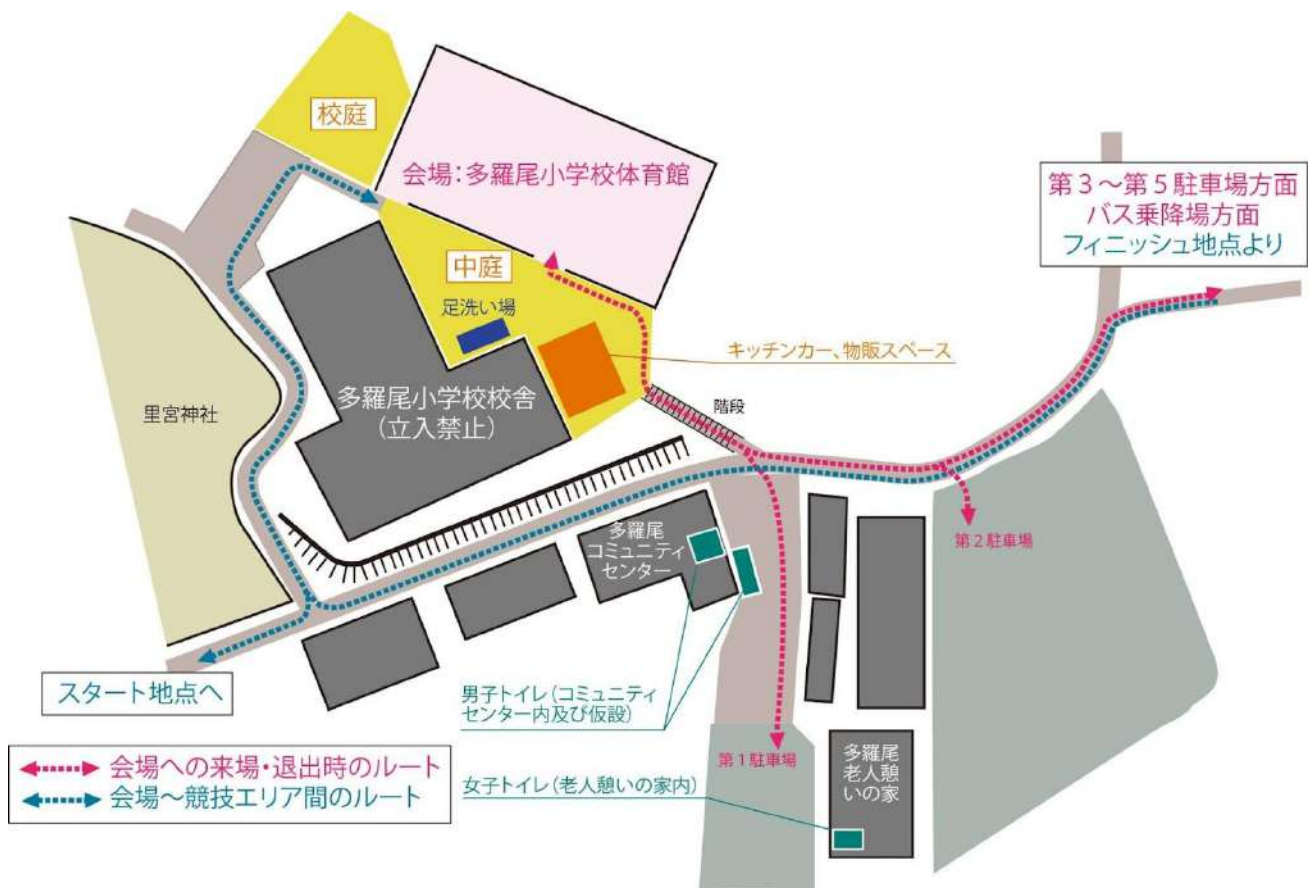 校庭
会場:多羅尾小学校体育館
第3～第5駐車場方面
バス乗降場方面
フィニッシュ地点より
中庭
足洗い場
キッチンカー、物販スペース
里宮神社
多羅尾小学校校舎
(立入禁止)
階段
多羅尾
コミュニティ
センター
第2駐車場
スタート地点へ
男子トイレ(コミュニティ
センター内及び仮設)
第1駐車場
多羅尾
老人憩
いの家
女子トイレ(老人憩いの家内)
会場への来場・退出時のルート
会場～競技エリア間のルート